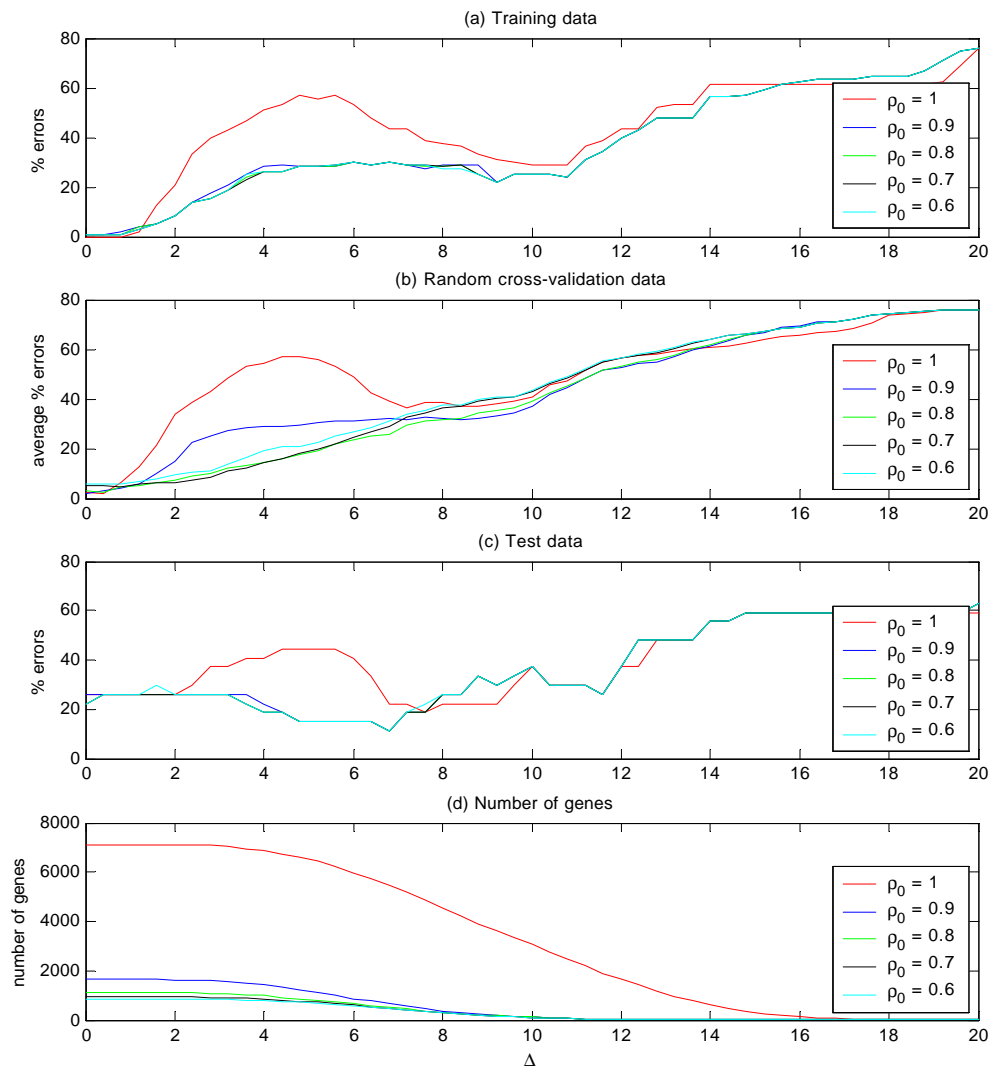 (a) Training data
% errors
80
60
40
20
0
0 2 4 6 8 10 12 14 16 18 20
ρ0 = 1
ρ0 = 0.9
ρ0 = 0.8
ρ0 = 0.7
ρ0 = 0.6
(b) Random cross-validation data
average % errors
80
60
40
20
0
0 2 4 6 8 10 12 14 16 18 20
ρ0 = 1
ρ0 = 0.9
ρ0 = 0.8
ρ0 = 0.7
ρ0 = 0.6
(c) Test data
% errors
80
60
40
20
0
0 2 4 6 8 10 12 14 16 18 20
ρ0 = 1
ρ0 = 0.9
ρ0 = 0.8
ρ0 = 0.7
ρ0 = 0.6
(d) Number of genes
number of genes
8000
6000
4000
2000
0
0 2 4 6 8 10 12 14 16 18 20
ρ0 = 1
ρ0 = 0.9
ρ0 = 0.8
ρ0 = 0.7
ρ0 = 0.6
Δ